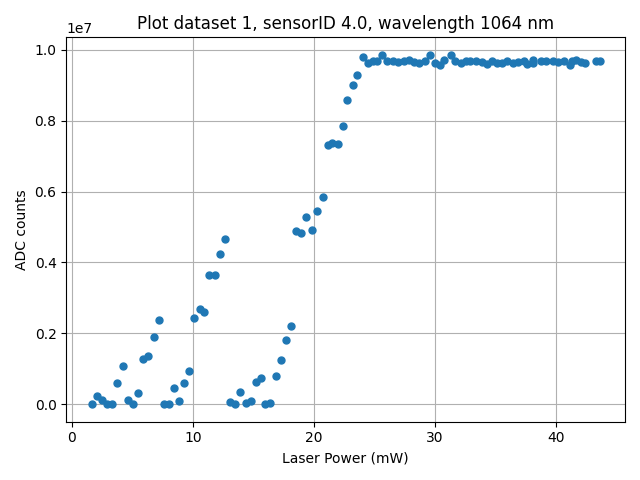 Plot dataset 1, sensorID 4.0, wavelength 1064 nm
1e7
1.0
0.8
0.6
0.4
0.2
0.0
ADC counts
0 10 20 30 40
Laser Power (mW)